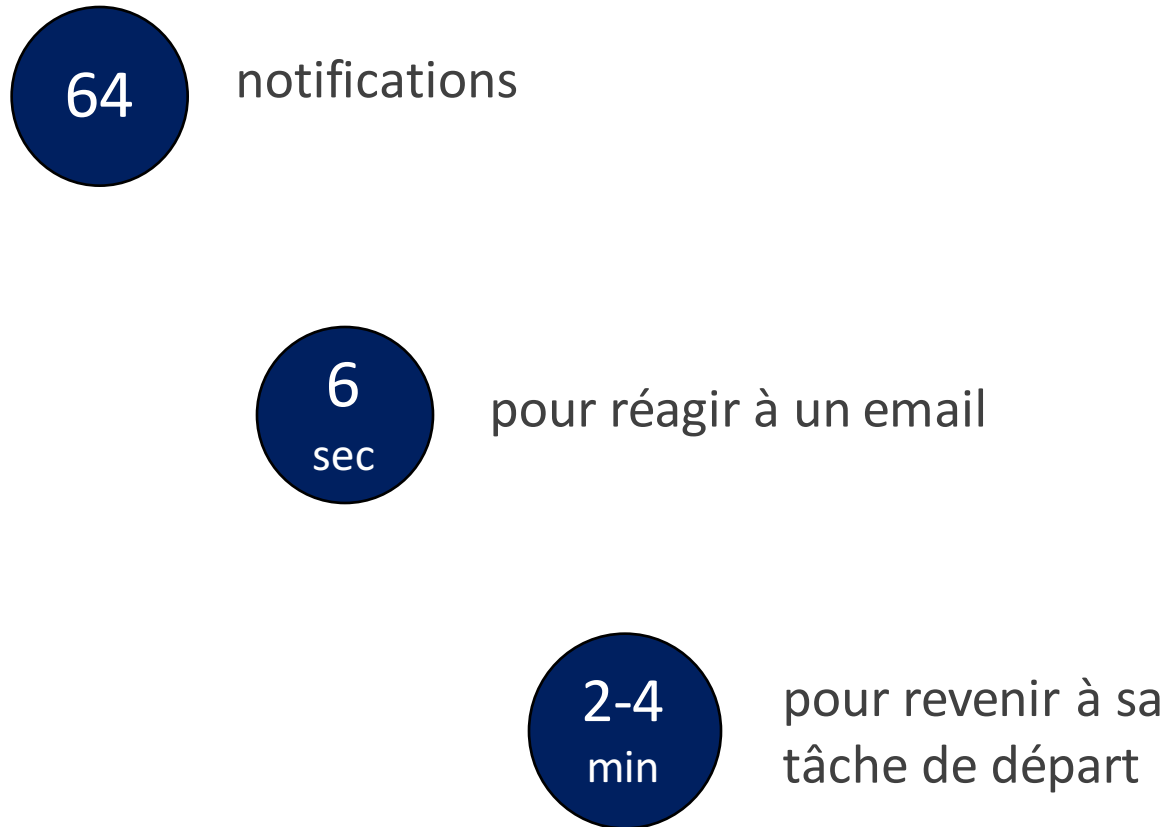 64
notifications
6
sec
pour réagir à un email
2-4
min
pour revenir à sa
tâche de départ